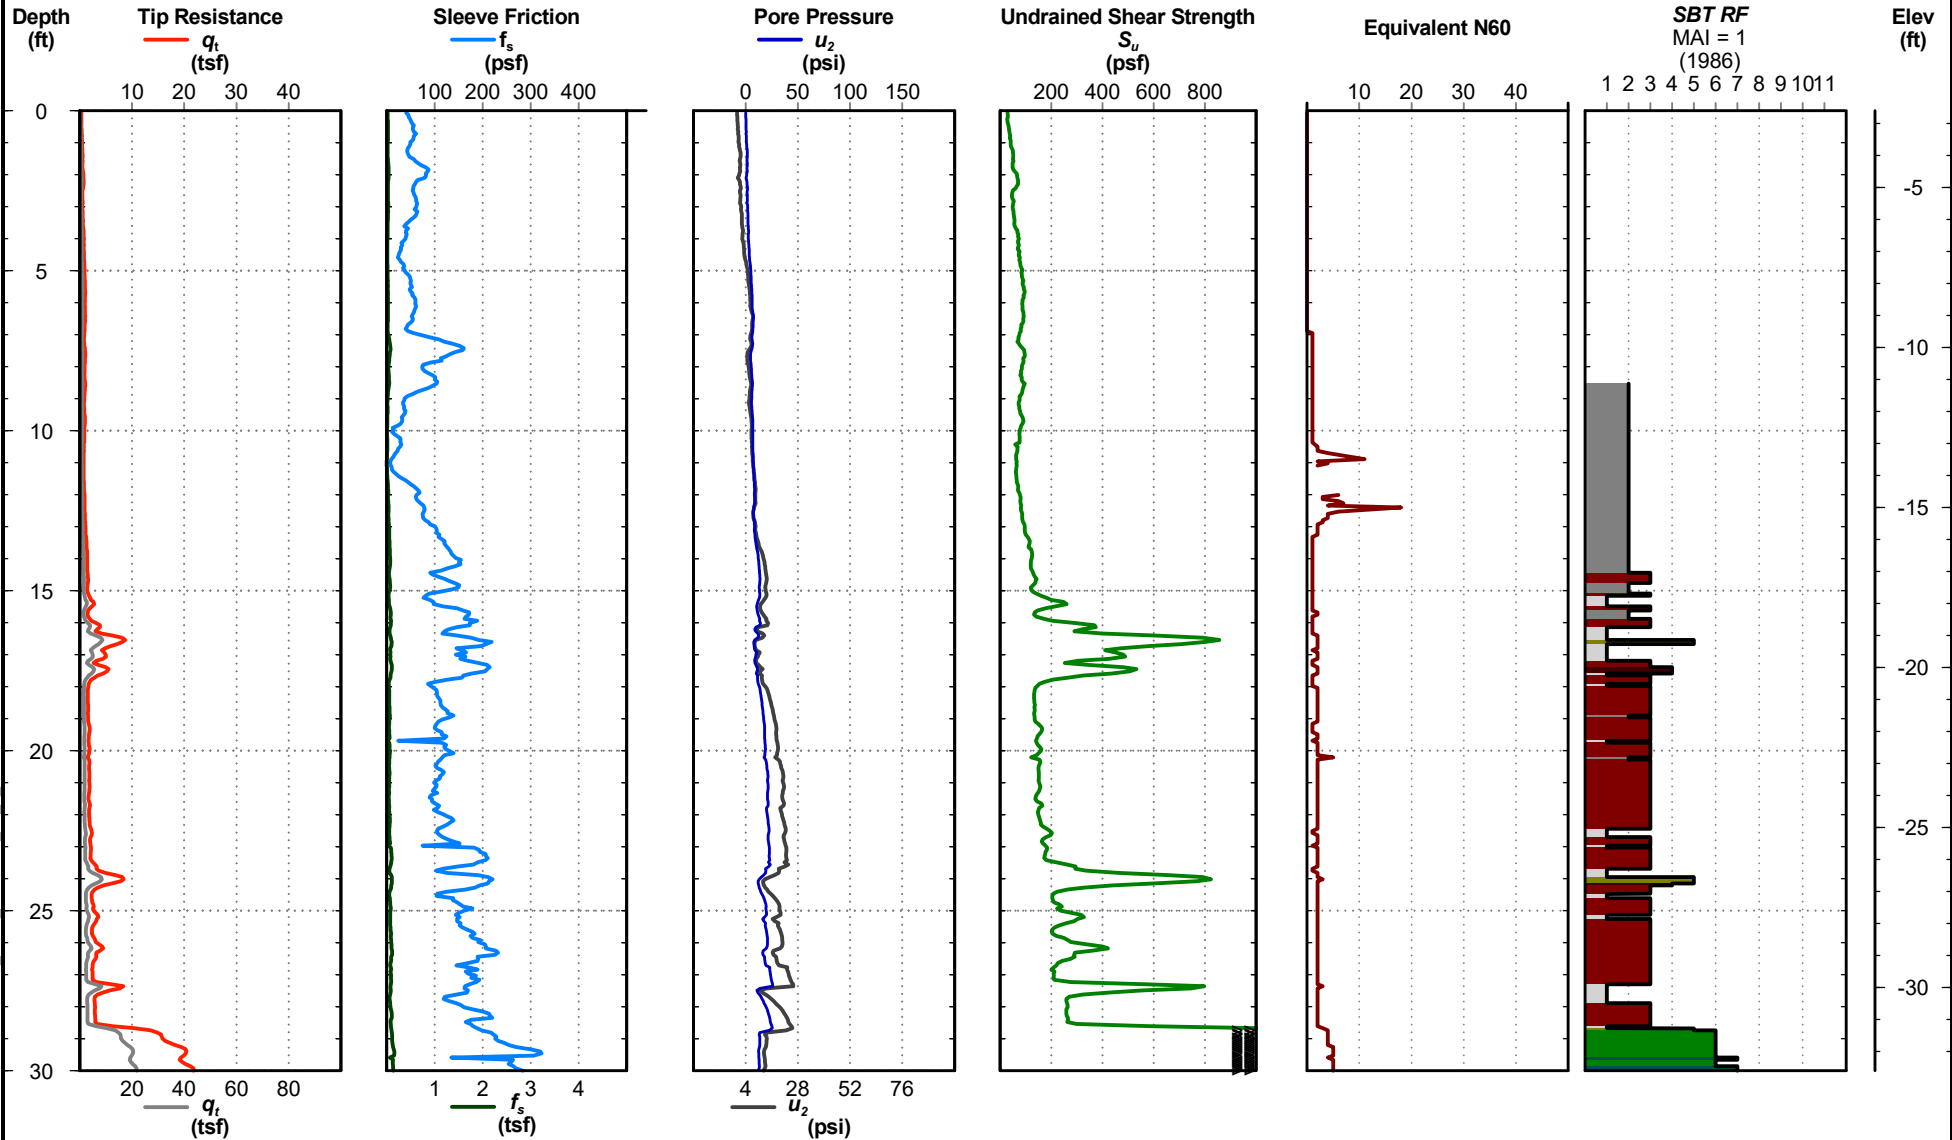 Depth
(ft)
Tip Resistance
qt
(tsf)
Sleeve Friction
fs
(psf)
Pore Pressure
u2
(psi)
Undrained Shear Strength
Su
(psf)
Equivalent N60
SBT RF
MAI = 1
(1986)
Elev
(ft)
10 20 30 40
100 200 300 400
0 50 100 150
200 400 600 800
10 20 30 40
1 2 3 4 5 6 7 8 9 10 11
0
5
10
15
20
25
30
-5
-10
-15
-20
-25
-30
20 40 60 80
1 2 3 4
4 28 52 76
qt
(tsf)
fs
(tsf)
u2
(psi)